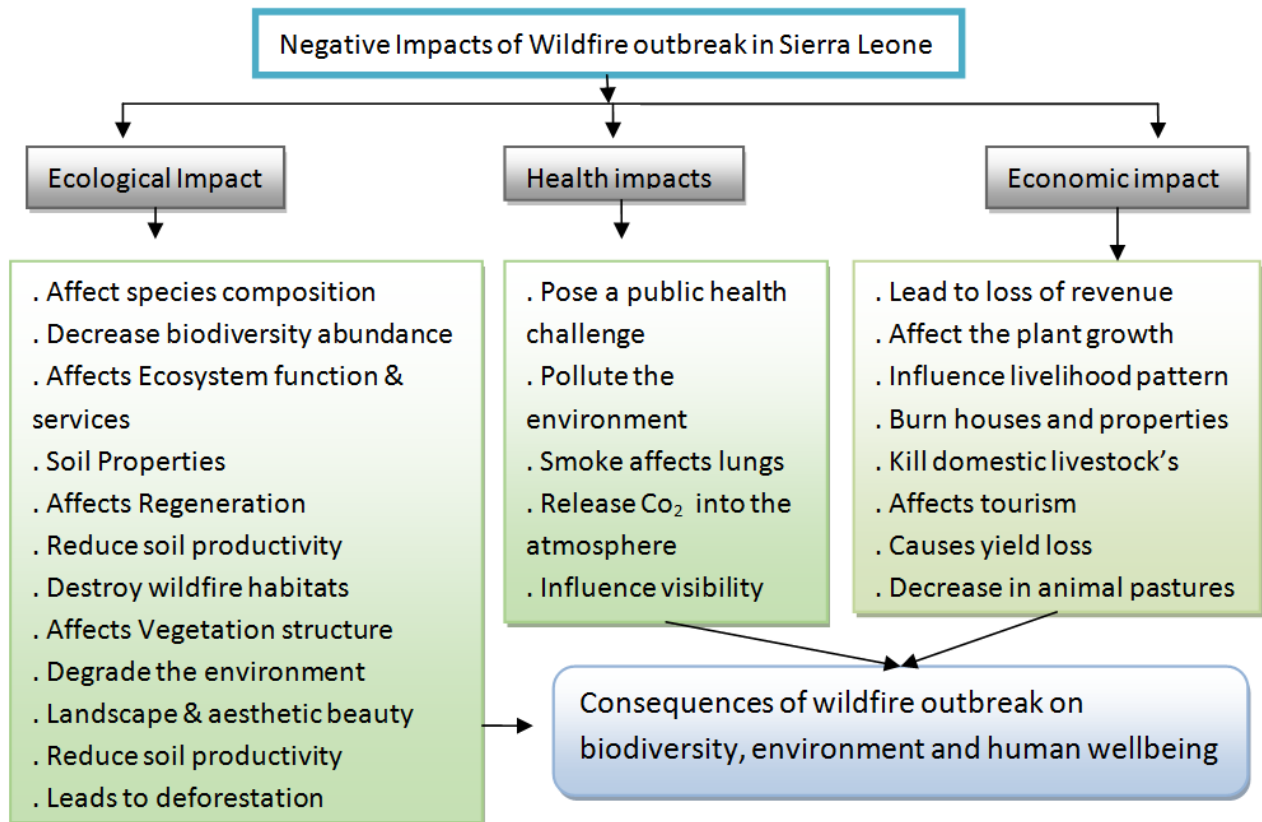 Negative Impacts of Wildfire outbreak in Sierra Leone
Ecological Impact
Health impacts
Economic impact
. Affect species composition
. Decrease biodiversity abundance
. Affects Ecosystem function &
services
. Soil Properties
. Affects Regeneration
. Reduce soil productivity
. Destroy wildfire habitats
. Affects Vegetation structure
. Degrade the environment
. Landscape & aesthetic beauty
. Reduce soil productivity
. Leads to deforestation
. Pose a public health
challenge
. Pollute the
environment
. Smoke affects lungs
. Release Co₂ into the
atmosphere
. Influence visibility
. Lead to loss of revenue
. Affect the plant growth
. Influence livelihood pattern
. Burn houses and properties
. Kill domestic livestock's
. Affects tourism
. Causes yield loss
. Decrease in animal pastures
Consequences of wildfire outbreak on
biodiversity, environment and human wellbeing